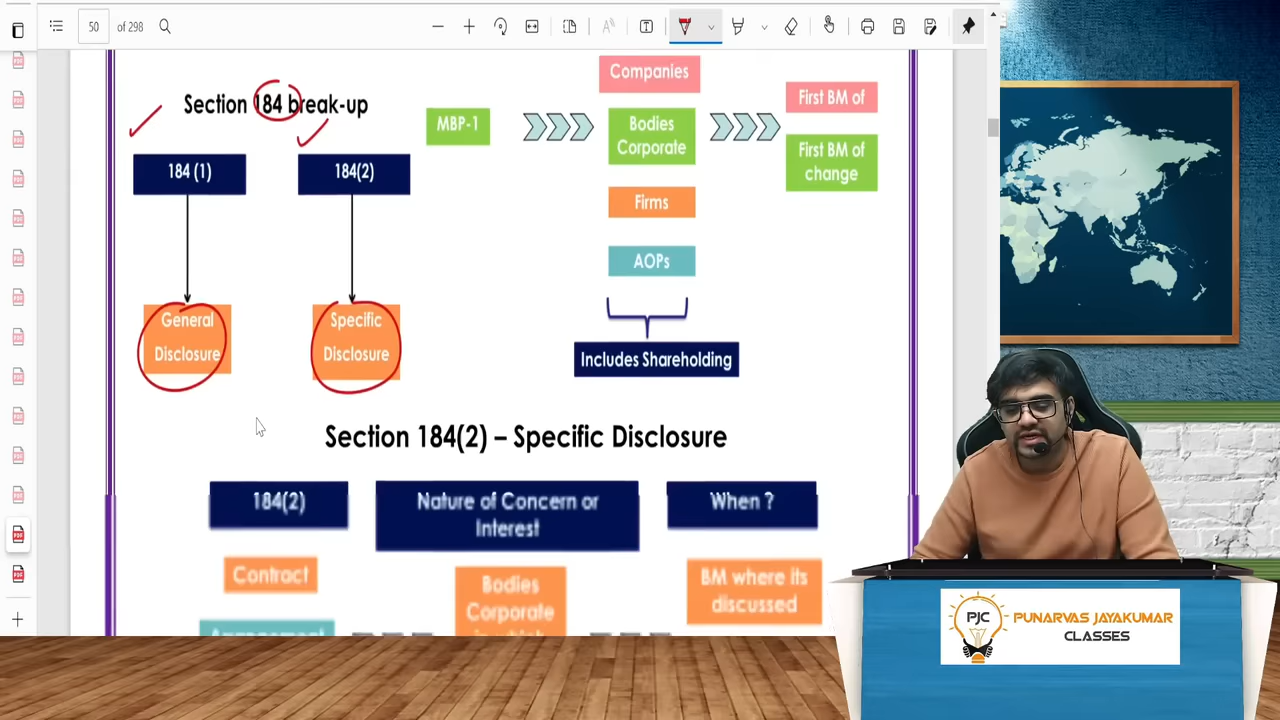 50
of 298
Section 184 break-up
184 (1)
184(2)
General
Disclosure
Specific
Disclosure
MBP-1
Companies
Bodies
Corporate
Firms
AOPs
Includes Shareholding
First BM of
First BM of
change
Section 184(2) – Specific Disclosure
184(2)
Nature of Concern or
Interest
When ?
Contract
Bodies
Corporate
BM where its
discussed
PJC
PUNARVAS JAYAKUMAR
CLASSES